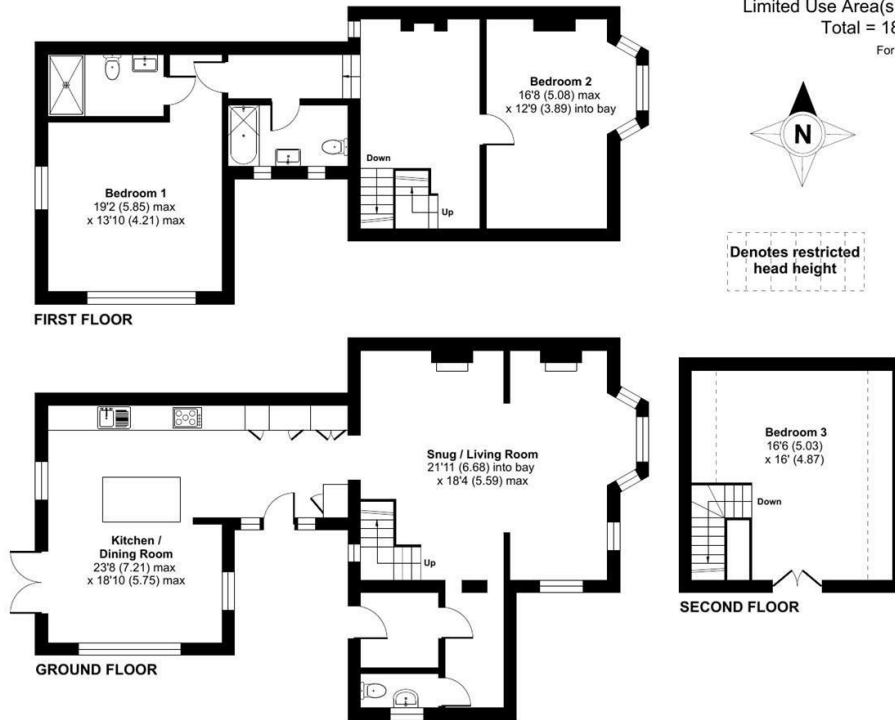 Limited Use Area(s
Total = 18
For
Bedroom 2
16'8 (5.08) max
x 12'9 (3.89) into bay
N
Down
Up
Bedroom 1
19'2 (5.85) max
x 13'10 (4.21) max
Denotes restricted
head height
FIRST FLOOR
Snug / Living Room
21'11 (6.68) into bay
x 18'4 (5.59) max
Bedroom 3
16'6 (5.03)
x 16' (4.87)
Down
Kitchen /
Dining Room
23'8 (7.21) max
x 18'10 (5.75) max
Up
SECOND FLOOR
GROUND FLOOR